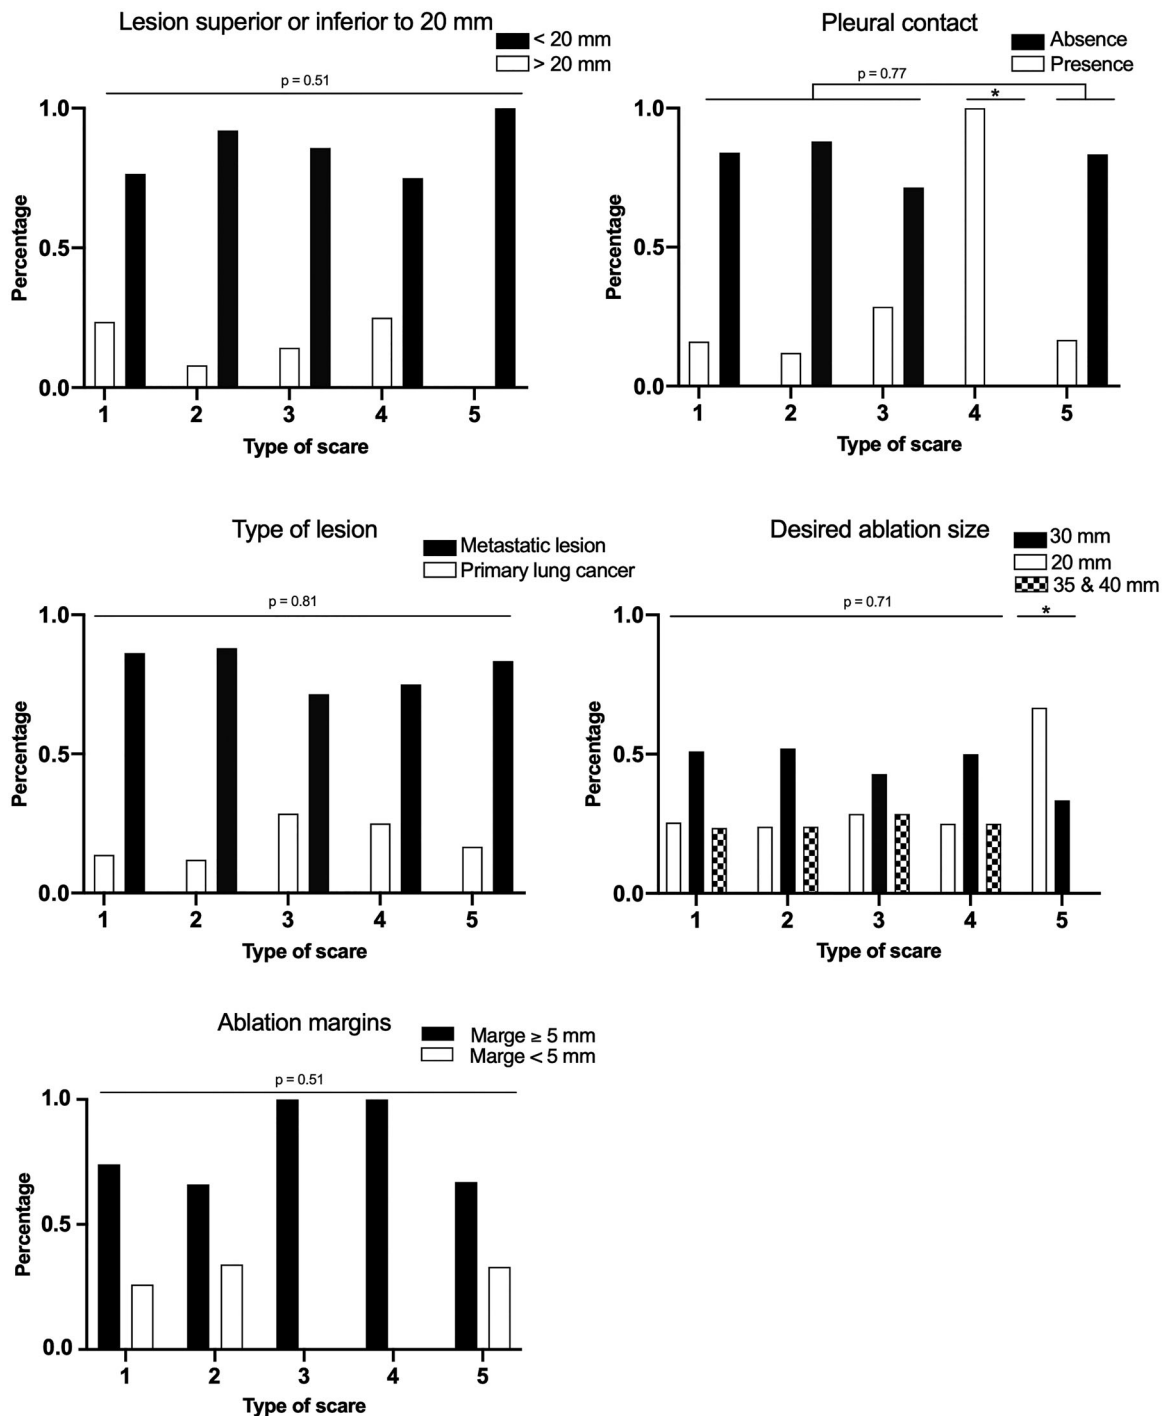 Lesion superior or inferior to 20 mm
< 20 mm
> 20 mm
p = 0.51
1.0
0.5
0.0
Percentage
1 2 3 4 5
Type of scare
Pleural contact
Absence
Presence
p = 0.77
*
1.0
0.5
0.0
Percentage
1 2 3 4 5
Type of scare
Type of lesion
Metastatic lesion
Primary lung cancer
p = 0.81
1.0
0.5
0.0
Percentage
1 2 3 4 5
Type of scare
Desired ablation size
30 mm
20 mm
35 & 40 mm
p = 0.71
*
1.0
0.5
0.0
Percentage
1 2 3 4 5
Type of scare
Ablation margins
Marge ≥ 5 mm
Marge < 5 mm
p = 0.51
1.0
0.5
0.0
Percentage
1 2 3 4 5
Type of scare